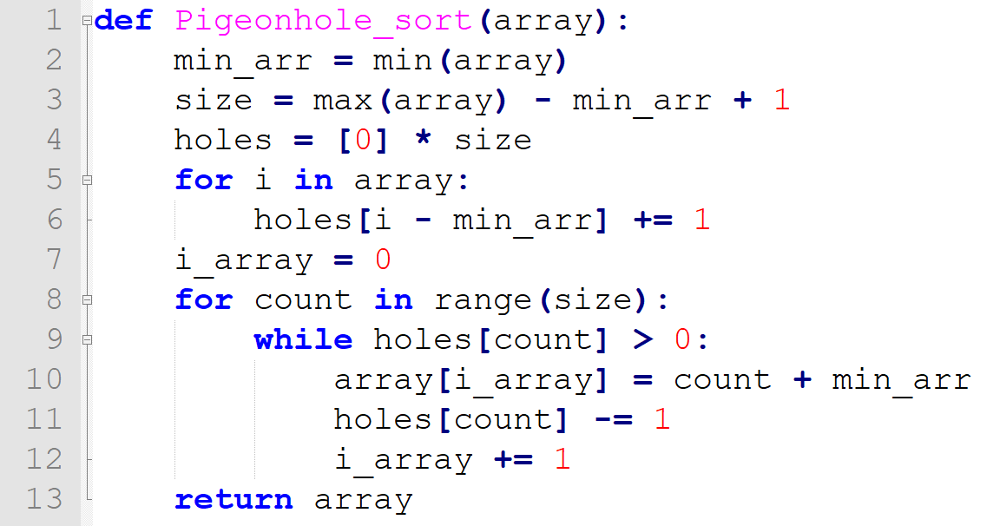 1 def Pigeonhole_sort(array):
2     min_arr = min(array)
3     size = max(array) - min_arr + 1
4     holes = [0] * size
5     for i in array:
6         holes[i - min_arr] += 1
7     i_array = 0
8     for count in range(size):
9         while holes[count] > 0:
10             array[i_array] = count + min_arr
11             holes[count] -= 1
12             i_array += 1
13     return array